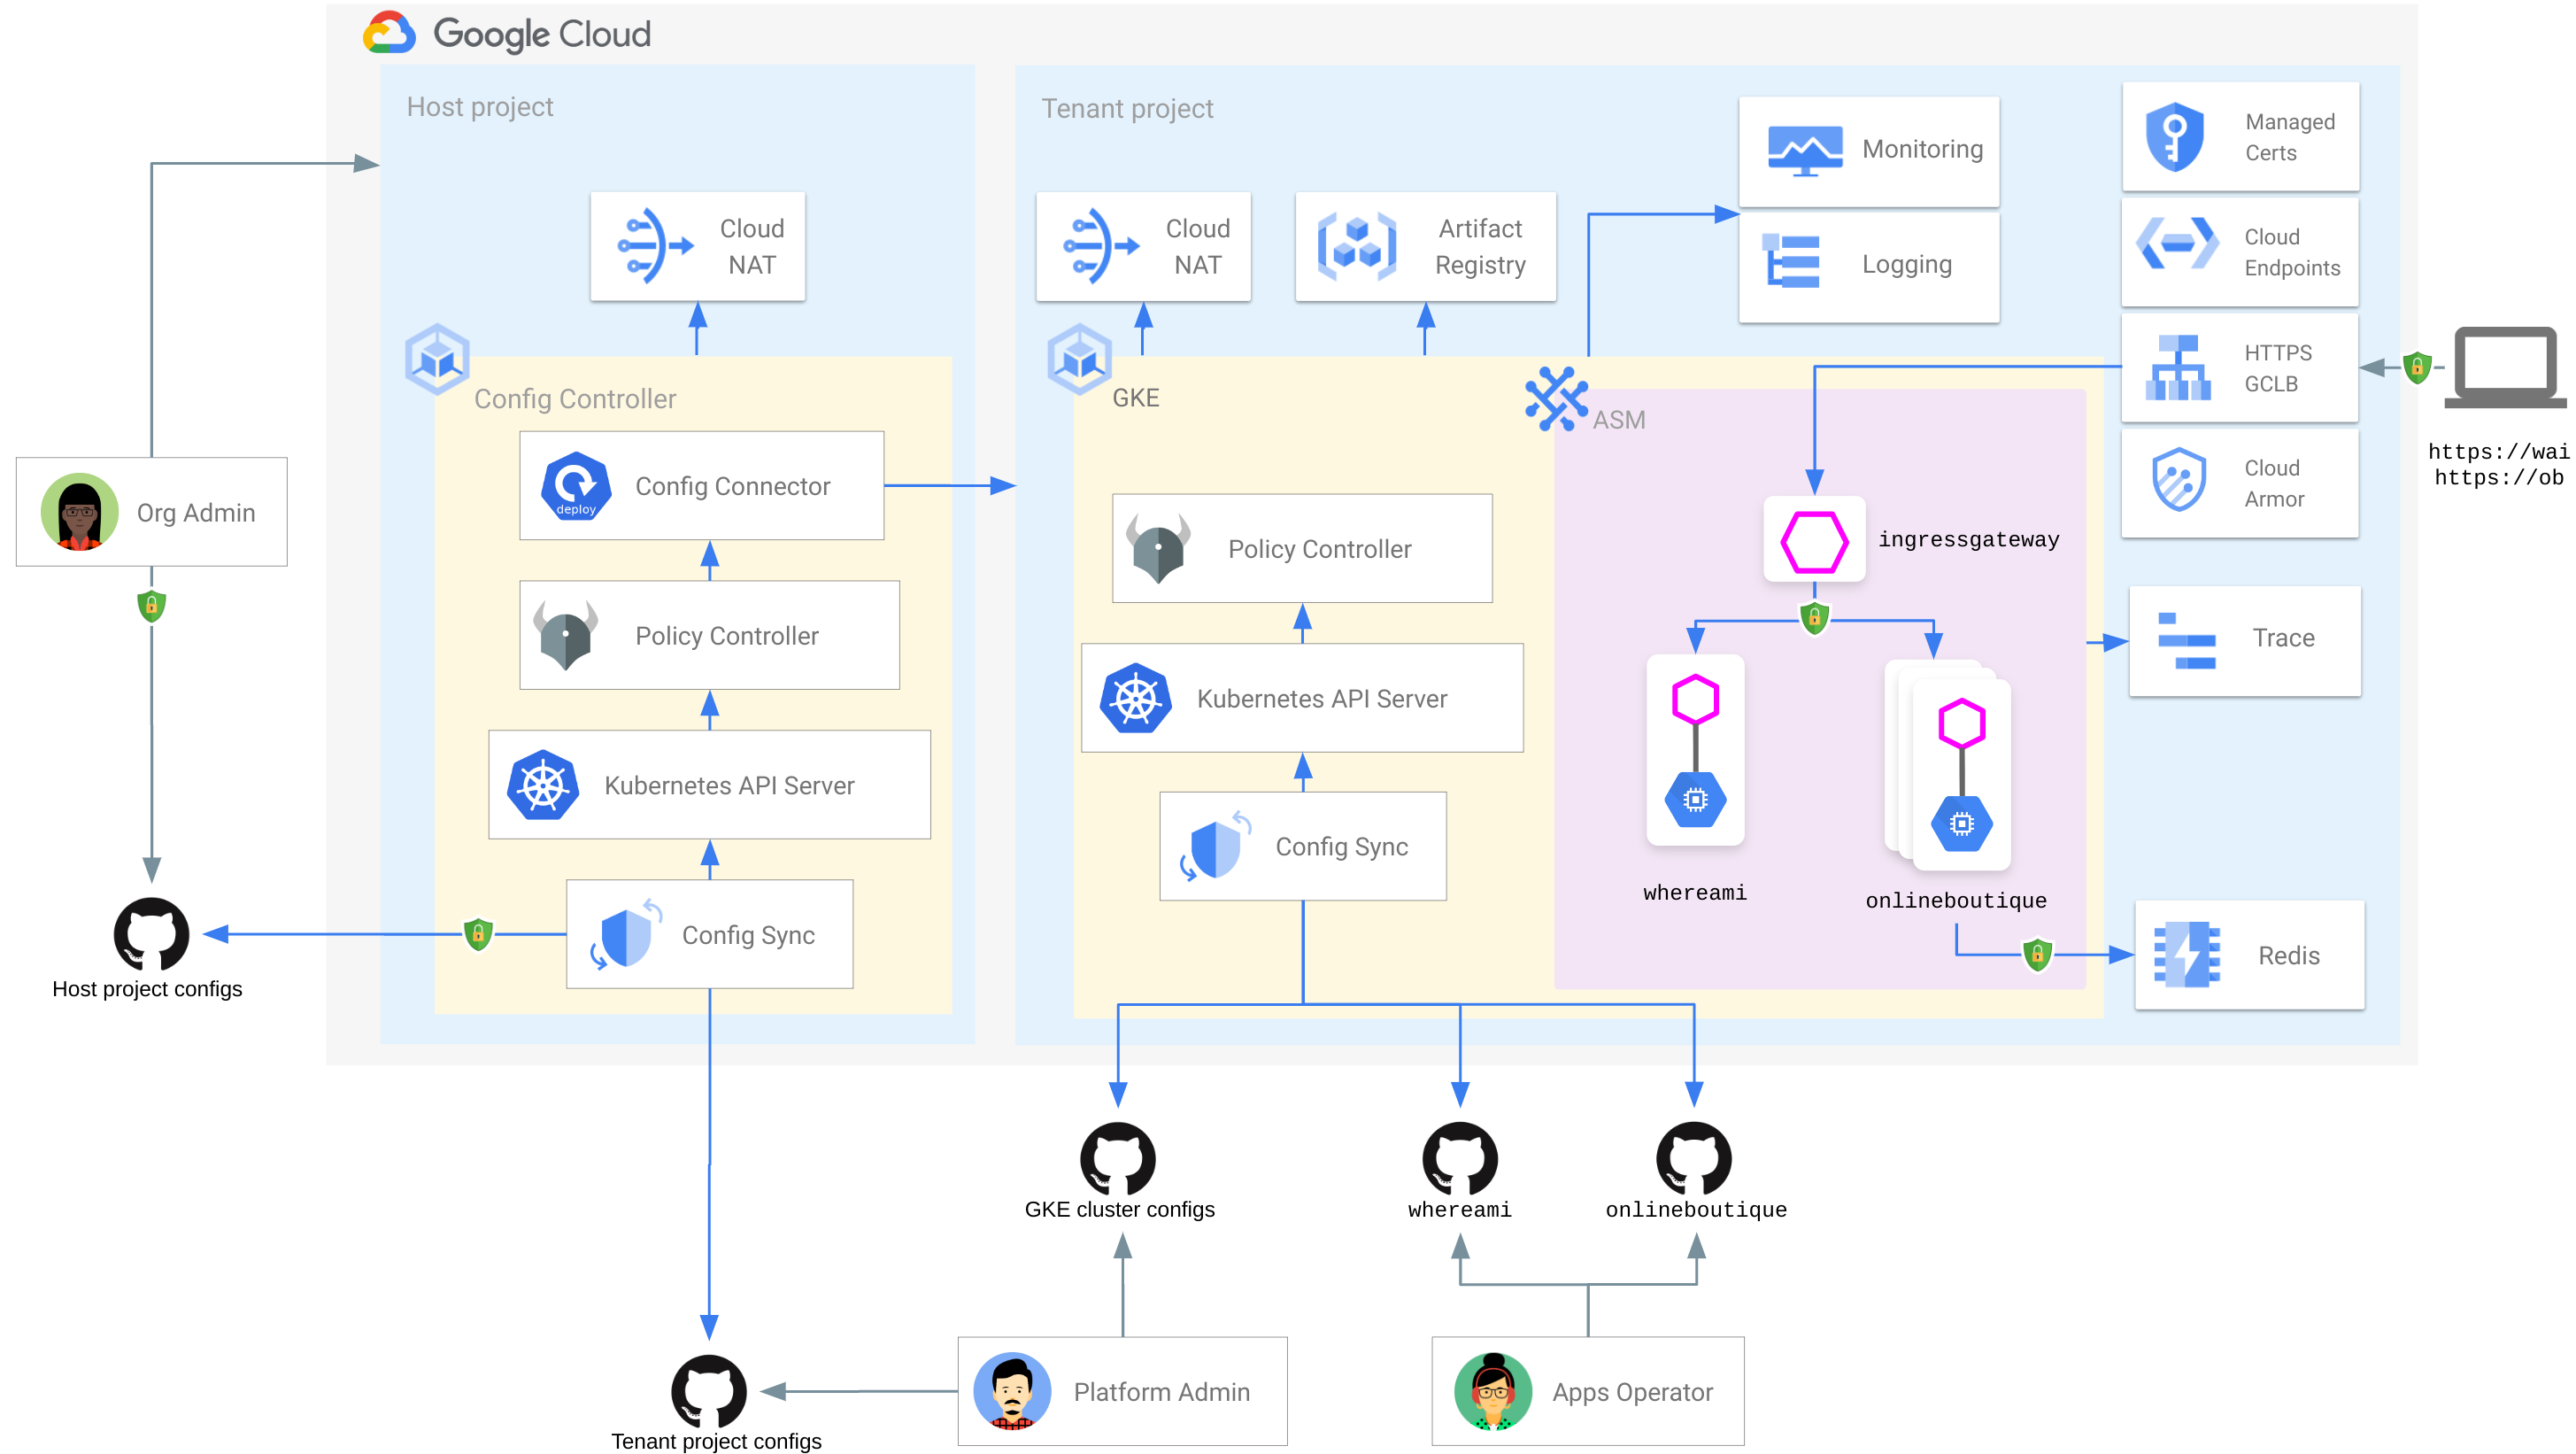 Google Cloud
Host project
Cloud
NAT
Config Controller
deploy
Config Connector
Policy Controller
Kubernetes API Server
Config Sync
Org Admin
Host project configs
Tenant project
Cloud
NAT
Artifact
Registry
Monitoring
Logging
Managed
Certs
Cloud
Endpoints
HTTPS
GCLB
Cloud
Armor
https://wai
https://ob
GKE
Policy Controller
Kubernetes API Server
Config Sync
ASM
ingressgateway
whereami
onlineboutique
Trace
Redis
GKE cluster configs
whereami
onlineboutique
Platform Admin
Apps Operator
Tenant project configs